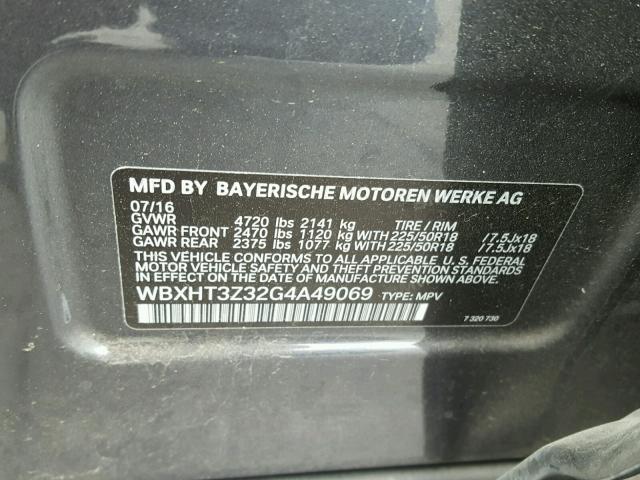 MFD BY BAYERISCHE MOTOREN WERKE AG
07/16
GVWR 4720 lbs 2141 kg TIRE / RIM
GAWR FRONT 2470 lbs 1120 kg WITH 225/50R18 /7.5Jx18
GAWR REAR 2375 lbs 1077 kg WITH 225/50R18 /7.5Jx18
THIS VEHICLE CONFORMS TO ALL APPLICABLE U. S. FEDERAL
MOTOR VEHICLE SAFETY, BUMPER, AND THEFT PREVENTION STANDARDS
IN EFFECT ON THE DATE OF MANUFACTURE SHOWN ABOVE.
WBXHT3Z32G4A49069 TYPE: MPV
7 320 730